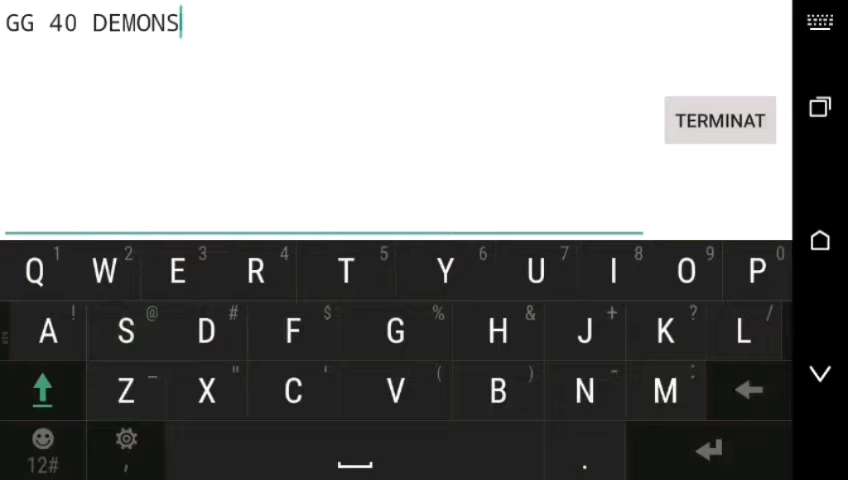 GG 40 DEMONS
TERMINAT
1 2 3 4 5 6 7 8 9 0
Q W E R T Y U I O P
! @ # $ % & + ? /
A S D F G H J K L
_ " ' ( ) - :
Z X C V B N M
12# , .